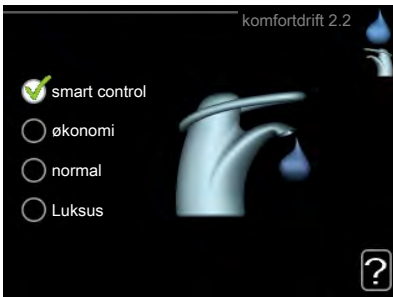 komfortdrift 2.2
smart control
økonomi
normal
Luksus
?